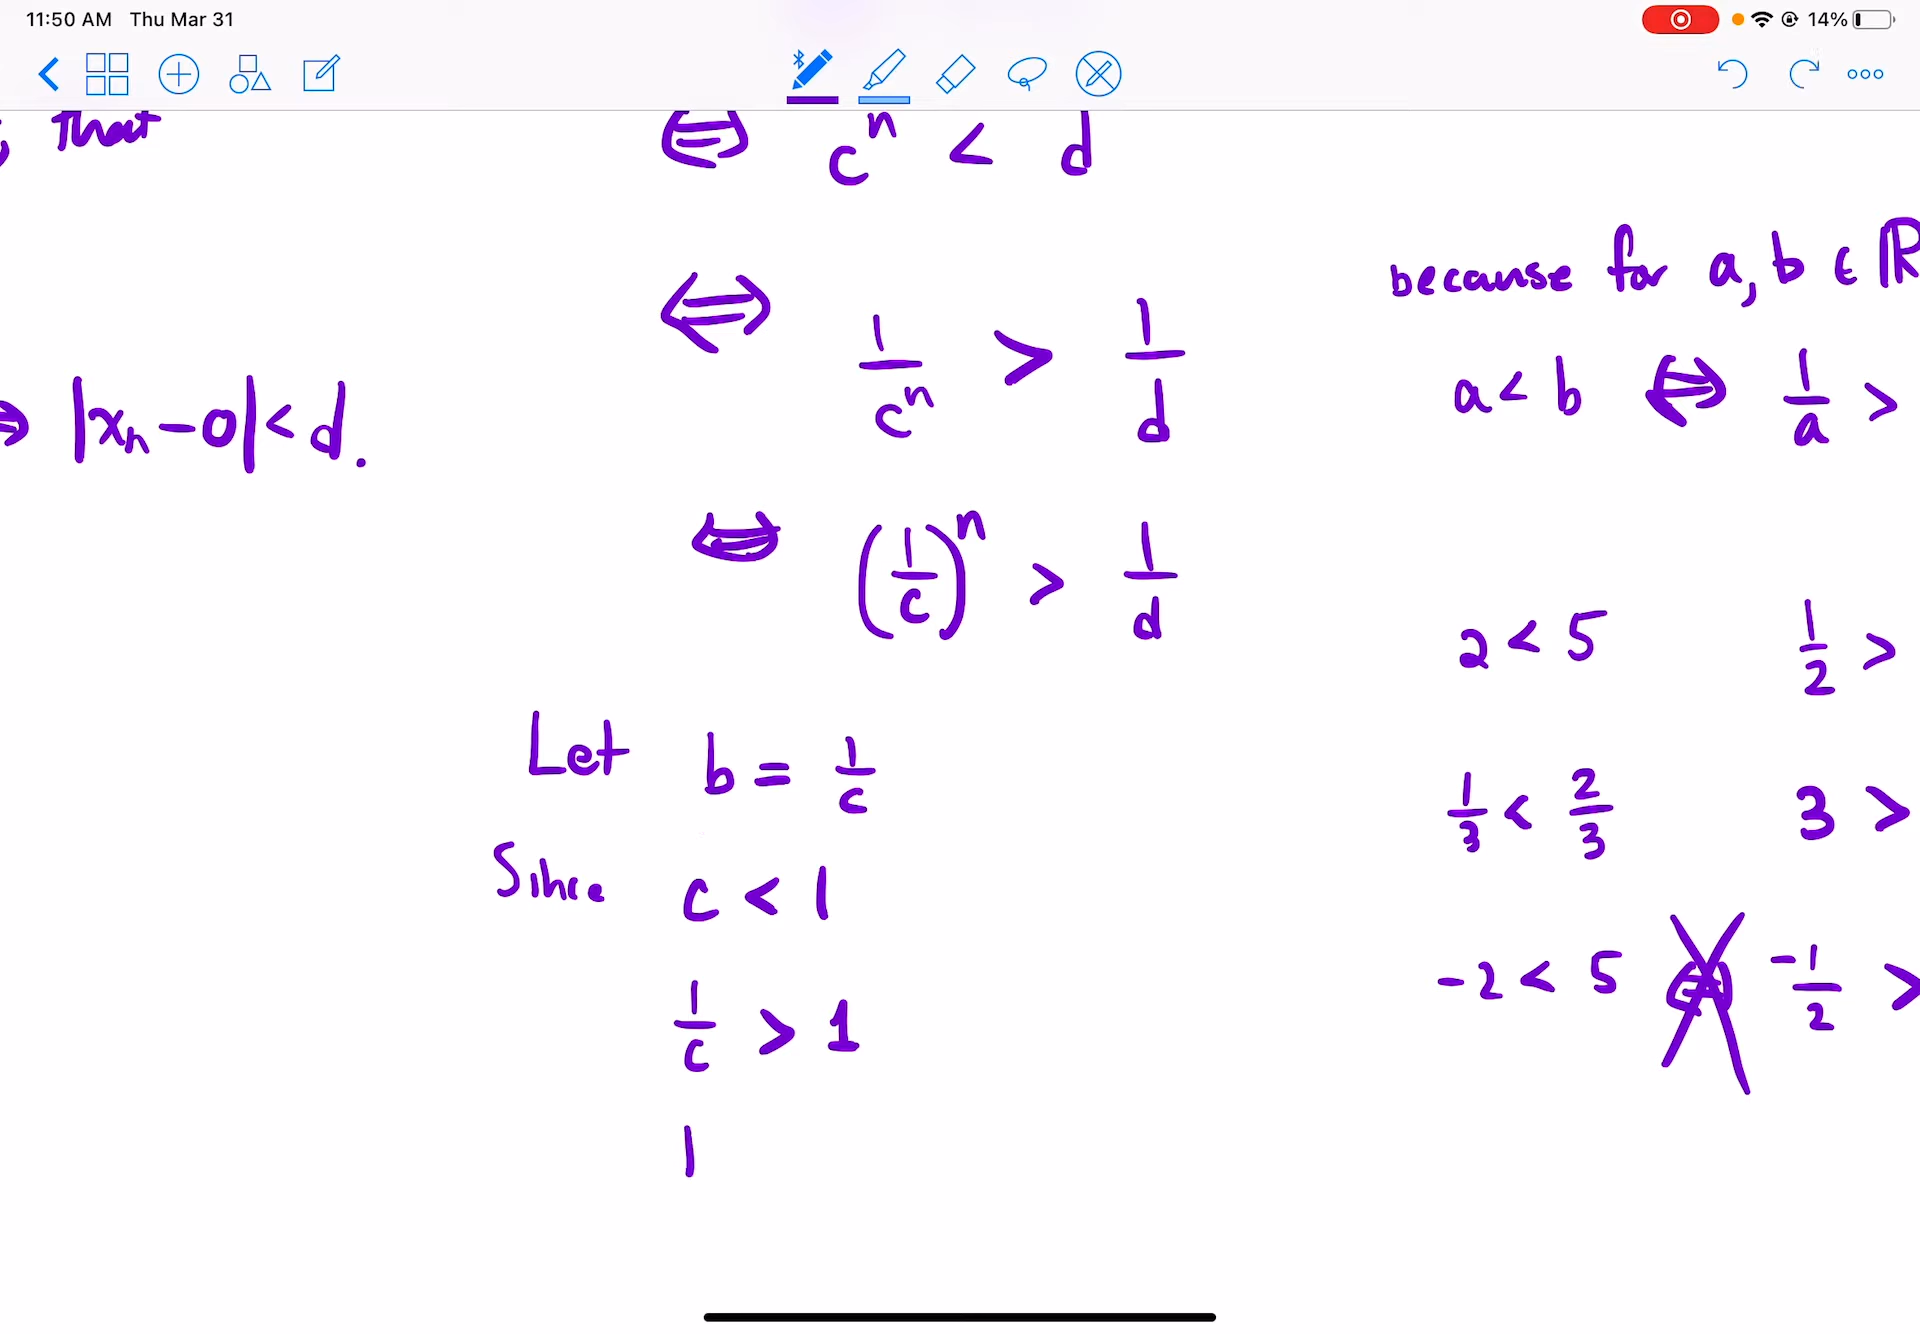 11:50 AM Thu Mar 31 14%
that
⇔ cⁿ < d
⇔ 1/cⁿ > 1/d
⇒ |xₙ - 0| < d.
⇔ (1/c)ⁿ > 1/d
Let b = 1/c
Since c < 1
1/c > 1
1
because for a, b ∈ ℝ
a < b ⇔ 1/a >
2 < 5 1/2 >
1/3 < 2/3 3 >
-2 < 5 ⇔ -1/2 >